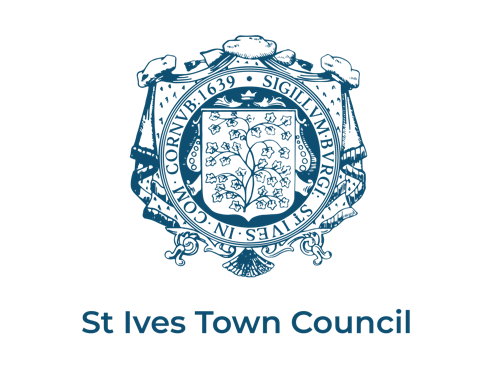 SIGILLVM·BVRGI·ST·IVES·IN·COM·CORNVB·1639·
St Ives Town Council